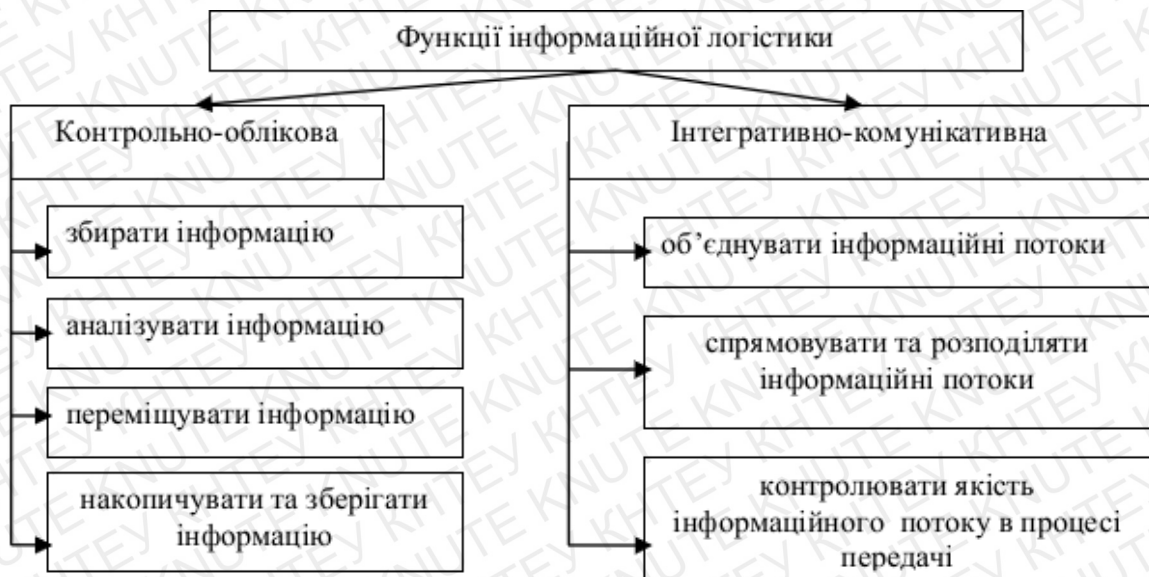 Функції інформаційної логістики
Контрольно-облікова
збирати інформацію
аналізувати інформацію
переміщувати інформацію
накопичувати та зберігати
інформацію
Інтегративно-комунікативна
об’єднувати інформаційні потоки
спрямовувати та розподіляти
інформаційні потоки
контролювати якість
інформаційного потоку в процесі
передачі